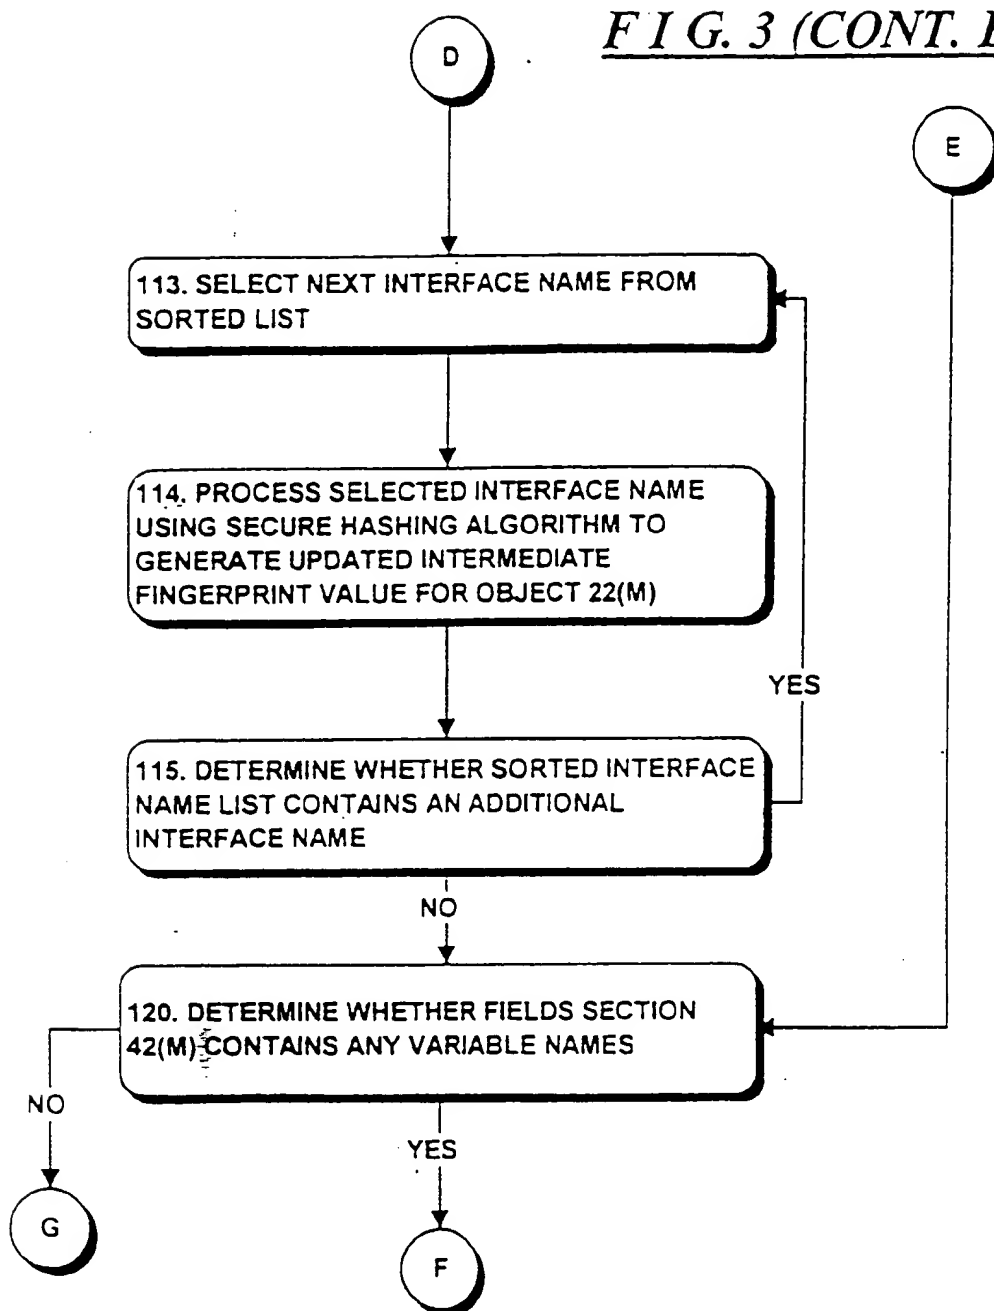 FIG. 3 (CONT.
D
E
113. SELECT NEXT INTERFACE NAME FROM
SORTED LIST
114. PROCESS SELECTED INTERFACE NAME
USING SECURE HASHING ALGORITHM TO
GENERATE UPDATED INTERMEDIATE
FINGERPRINT VALUE FOR OBJECT 22(M)
YES
115. DETERMINE WHETHER SORTED INTERFACE
NAME LIST CONTAINS AN ADDITIONAL
INTERFACE NAME
NO
120. DETERMINE WHETHER FIELDS SECTION
42(M) CONTAINS ANY VARIABLE NAMES
NO
YES
G
F